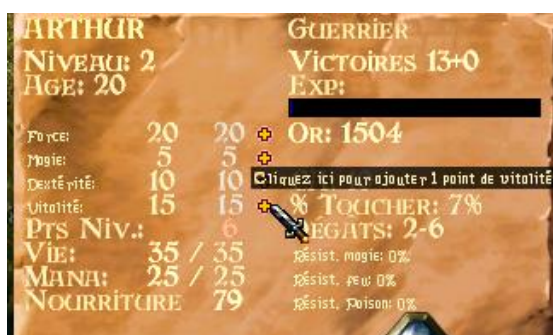 ARTHUR GUERRIER
NIVEAU: 2 VICTOIRES 13+0
AGE: 20 EXP:
Force: 20 20 OR: 1504
Magie: 5 5
Dextérité: 10 10 Cliquez ici pour ajouter 1 point de vitalité
Vitalité: 15 15 % TOUCHER: 7%
PTS NIV.: 6 DEGATS: 2-6
VIE: 35 / 35 Résist. magie: 0%
MANA: 25 / 25 Résist. feu: 0%
NOURRITURE 79 Résist. Poison: 0%